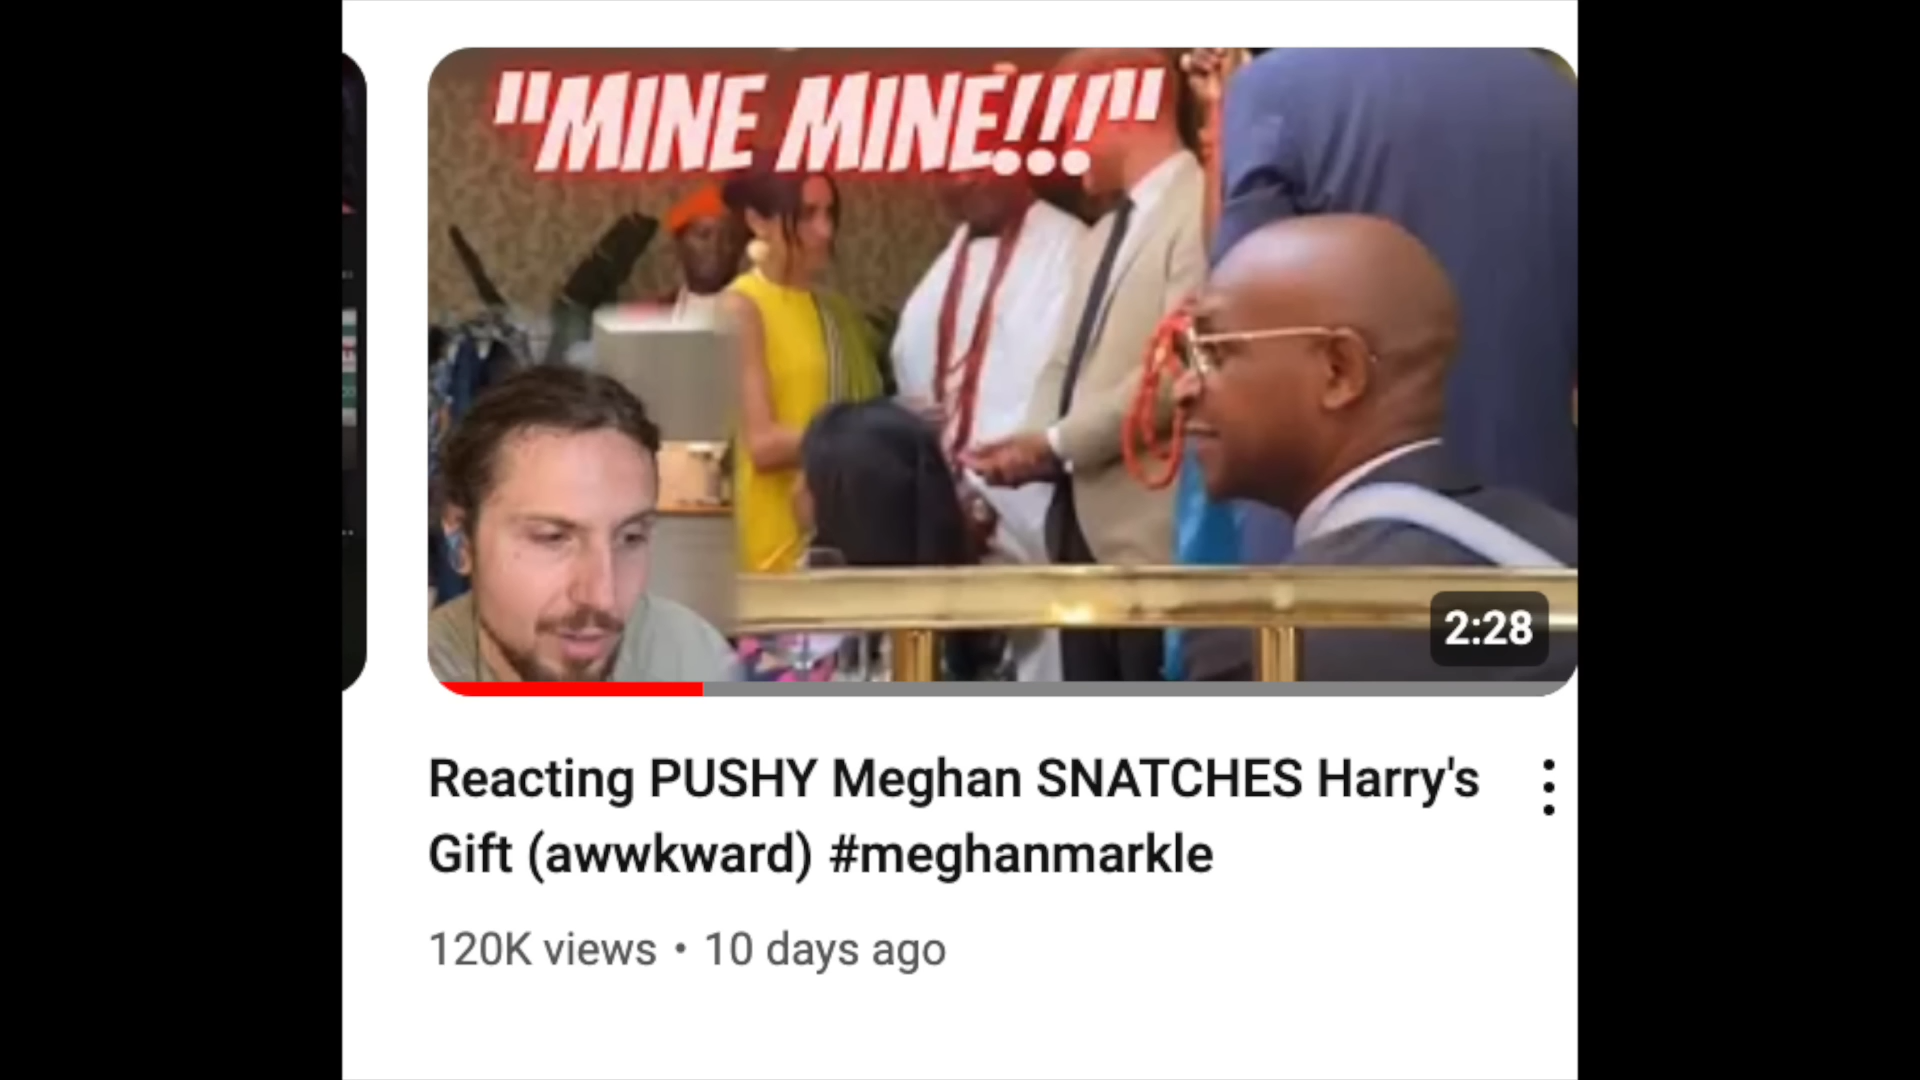 "MINE MINE!!!"
2:28
Reacting PUSHY Meghan SNATCHES Harry's
Gift (awwkward) #meghanmarkle
120K views • 10 days ago